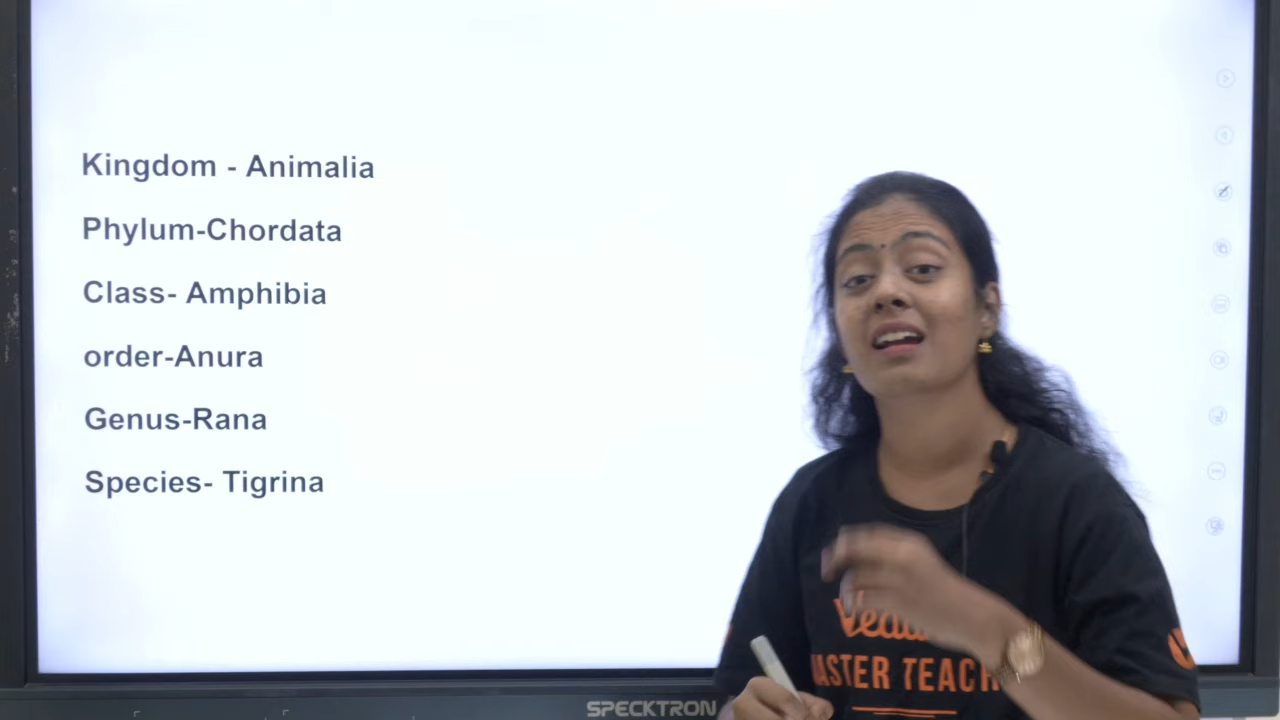 Kingdom - Animalia
Phylum-Chordata
Class- Amphibia
order-Anura
Genus-Rana
Species- Tigrina
SPECKTRON